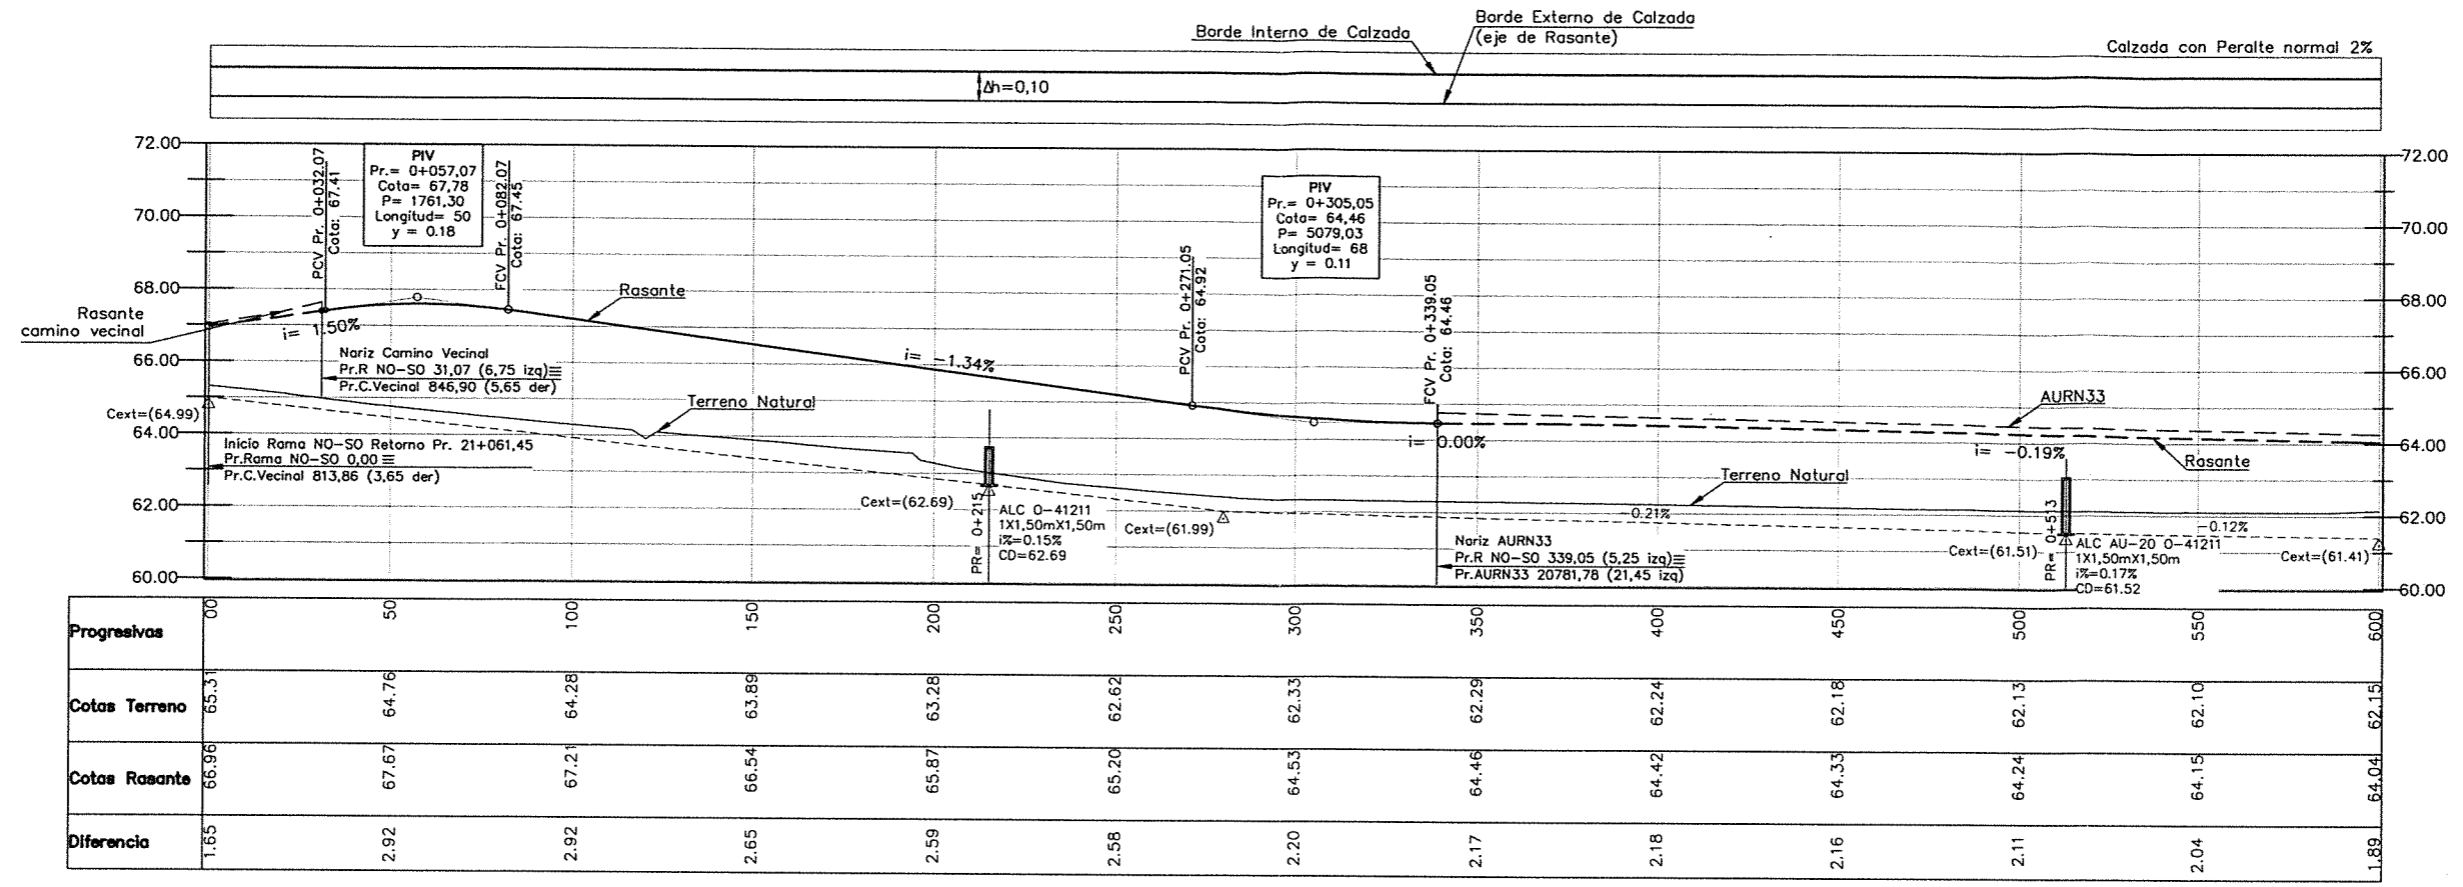 Borde Externo de Calzada
(eje de Rasante)
Borde Interno de Calzada
Calzada con Peralte normal 2%
Δh=0,10
72.00
70.00
68.00
66.00
64.00
62.00
60.00
72.00
70.00
68.00
66.00
64.00
62.00
60.00
PCV Pr. 0+032.07
Cota: 67.41
PIV
Pr.= 0+057,07
Cota= 67,78
P= 1761,30
Longitud= 50
y = 0.18
FCV Pr. 0+082.07
Cota: 67.45
Rasante
camino vecinal
i= 1.50%
Rasante
i= -1.34%
Nariz Camino Vecinal
Pr.R NO-SO 31,07 (6,75 izq)≡
Pr.C.Vecinal 846,90 (5,65 der)
Cext=(64.99)
Terreno Natural
Inicio Rama NO-SO Retorno Pr. 21+061,45
Pr.Rama NO-SO 0,00 ≡
Pr.C.Vecinal 813,86 (3,65 der)
Cext=(62.69)
PR= 0+215
ALC O-41211
1X1,50mX1,50m
i%=0.15%
CD=62.69
PCV Pr. 0+271.05
Cota: 64.92
PIV
Pr.= 0+305,05
Cota= 64,46
P= 5079,03
Longitud= 68
y = 0.11
FCV Pr. 0+339.05
Cota: 64.46
i= 0.00%
AURN33
i= -0.19%
Rasante
Terreno Natural
Cext=(61.99)
-0.21%
Nariz AURN33
Pr.R NO-SO 339,05 (5,25 izq)≡
Pr.AURN33 20781,78 (21,45 izq)
Cext=(61.51)
PR= 0+513
-0.12%
ALC AU-20 O-41211
1X1,50mX1,50m
i%=0.17%
CD=61.52
Cext=(61.41)
Progresivas 00 50 100 150 200 250 300 350 400 450 500 550 600
Cotas Terreno 65.31 64.76 64.28 63.89 63.28 62.62 62.33 62.29 62.24 62.18 62.13 62.10 62.15
Cotas Rasante 66.96 67.67 67.21 66.54 65.87 65.20 64.53 64.46 64.42 64.33 64.24 64.15 64.04
Diferencia 1.65 2.92 2.92 2.65 2.59 2.58 2.20 2.17 2.18 2.16 2.11 2.04 1.89